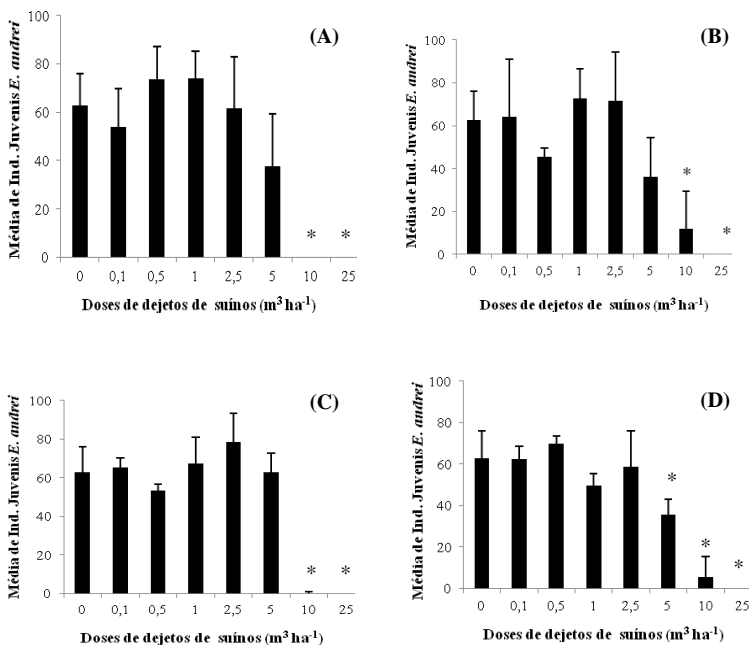 (A)
Média de Ind. Juvenis E. andrei
100
80
60
40
20
0
0 0,1 0,5 1 2,5 5 10 25
* *
Doses de dejetos de suínos (m³ ha⁻¹)
(B)
Média de Ind. Juvenis E. andrei
100
80
60
40
20
0
0 0,1 0,5 1 2,5 5 10 25
* *
Doses de dejetos de suínos (m³ ha⁻¹)
(C)
Média de Ind. Juvenis E. andrei
100
80
60
40
20
0
0 0,1 0,5 1 2,5 5 10 25
* *
Doses de dejetos de suínos (m³ ha⁻¹)
(D)
Média de Ind. Juvenis E. andrei
100
80
60
40
20
0
0 0,1 0,5 1 2,5 5 10 25
* * *
Doses de dejetos de suínos (m³ ha⁻¹)